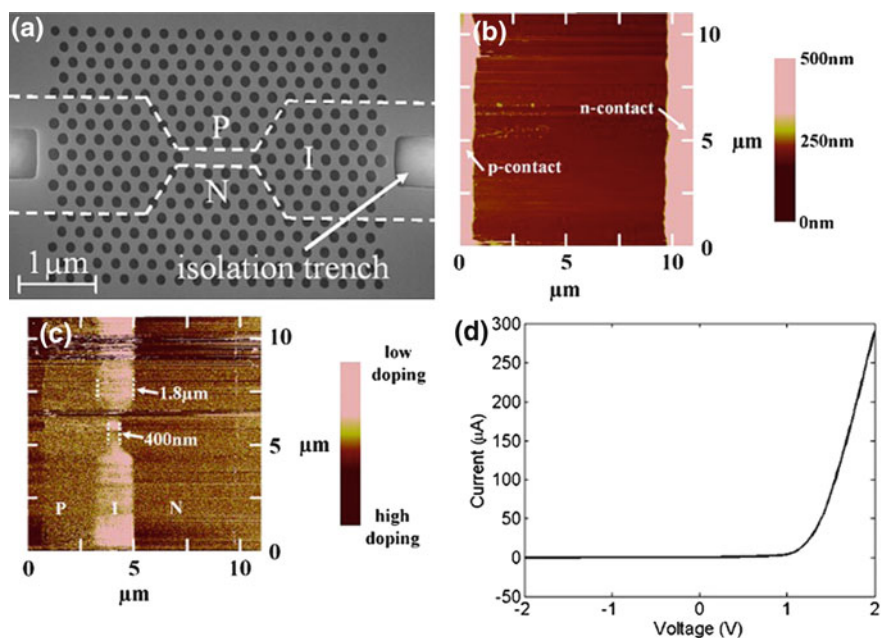 (a)
P
N
I
isolation trench
1μm
(b)
n-contact
p-contact
10
5
0
μm
0
5
10
μm
500nm
250nm
0nm
(c)
1.8μm
400nm
P
I
N
10
5
0
μm
0
5
10
μm
low
doping
high
doping
(d)
300
250
200
150
100
50
0
-50
Current (μA)
-2
-1
0
1
2
Voltage (V)